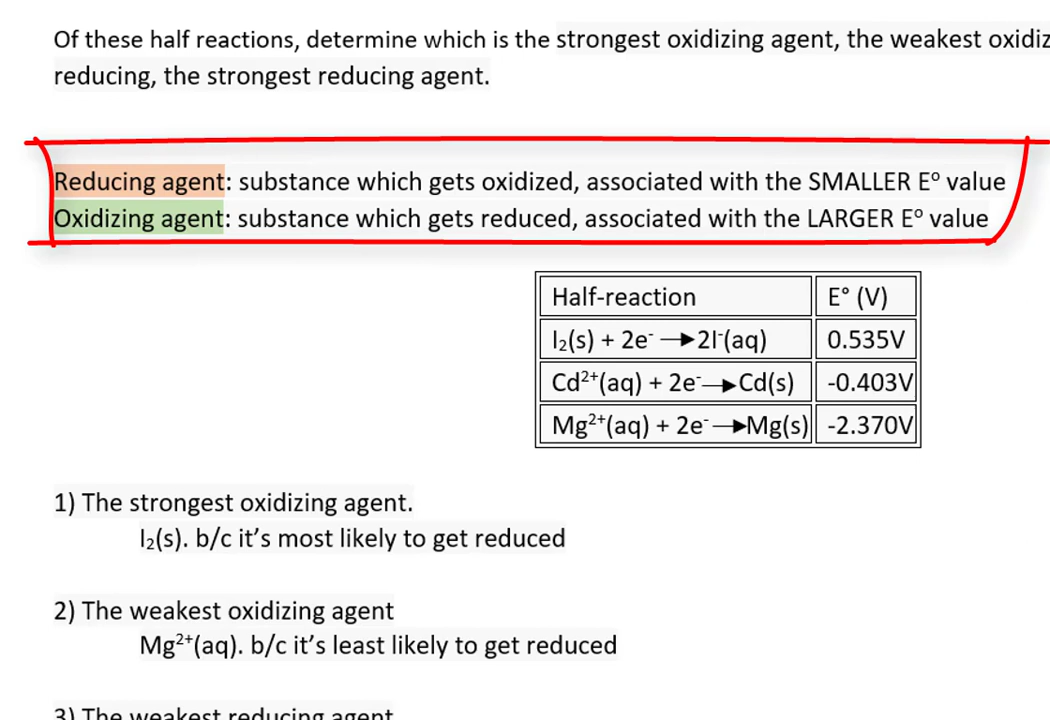 Of these half reactions, determine which is the strongest oxidizing agent, the weakest oxidiz
reducing, the strongest reducing agent.
Reducing agent: substance which gets oxidized, associated with the SMALLER Eº value
Oxidizing agent: substance which gets reduced, associated with the LARGER Eº value
Half-reaction E° (V)
I₂(s) + 2e⁻ → 2I⁻(aq) 0.535V
Cd²⁺(aq) + 2e⁻ → Cd(s) -0.403V
Mg²⁺(aq) + 2e⁻ → Mg(s) -2.370V
1) The strongest oxidizing agent.
I₂(s). b/c it's most likely to get reduced
2) The weakest oxidizing agent
Mg²⁺(aq). b/c it's least likely to get reduced
3) The weakest reducing agent